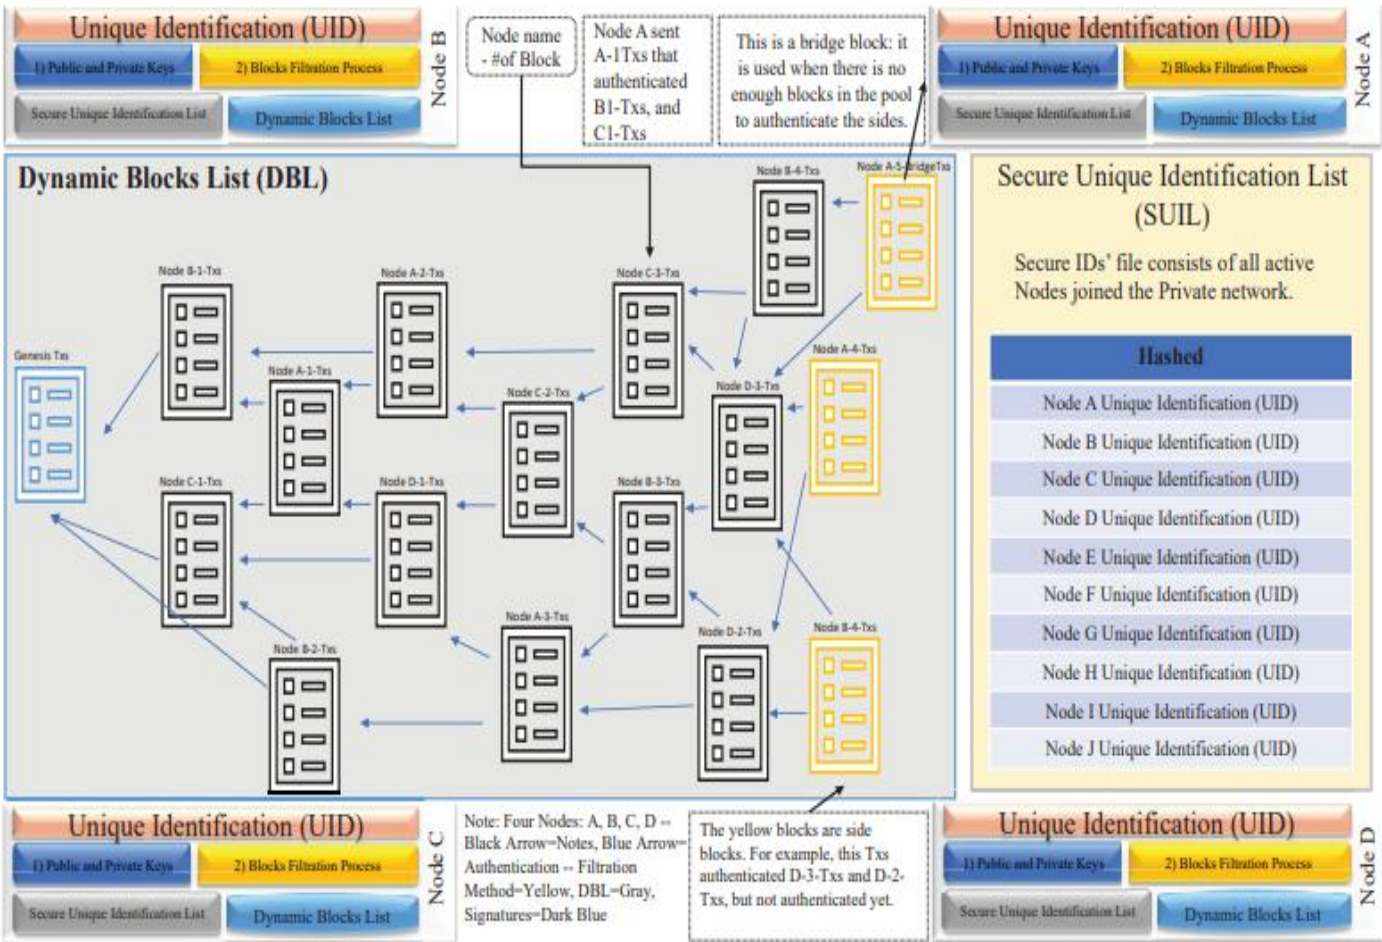 Unique Identification (UID)
1) Public and Private Keys
2) Blocks Filtration Process
Secure Unique Identification List
Dynamic Blocks List
Node B
Node name
- #of Block
Node A sent
A-1Txs that
authenticated
B1-Txs, and
C1-Txs
This is a bridge block: it
is used when there is no
enough blocks in the pool
to authenticate the sides.
Unique Identification (UID)
1) Public and Private Keys
2) Blocks Filtration Process
Secure Unique Identification List
Dynamic Blocks List
Node A
Dynamic Blocks List (DBL)
Node B-4-Txs
Node A-5-BridgeTxs
Node B-1-Txs
Node A-2-Txs
Node C-3-Txs
Genesis Txs
Node A-1-Txs
Node C-2-Txs
Node D-3-Txs
Node A-4-Txs
Node C-1-Txs
Node D-1-Txs
Node B-3-Txs
Node B-2-Txs
Node A-3-Txs
Node D-2-Txs
Node B-4-Txs
Secure Unique Identification List
(SUIL)
Secure IDs' file consists of all active
Nodes joined the Private network.
Hashed
Node A Unique Identification (UID)
Node B Unique Identification (UID)
Node C Unique Identification (UID)
Node D Unique Identification (UID)
Node E Unique Identification (UID)
Node F Unique Identification (UID)
Node G Unique Identification (UID)
Node H Unique Identification (UID)
Node I Unique Identification (UID)
Node J Unique Identification (UID)
Unique Identification (UID)
1) Public and Private Keys
2) Blocks Filtration Process
Secure Unique Identification List
Dynamic Blocks List
Node C
Note: Four Nodes: A, B, C, D --
Black Arrow=Notes, Blue Arrow=
Authentication -- Filtration
Method=Yellow, DBL=Gray,
Signatures=Dark Blue
The yellow blocks are side
blocks. For example, this Txs
authenticated D-3-Txs and D-2-
Txs, but not authenticated yet.
Unique Identification (UID)
1) Public and Private Keys
2) Blocks Filtration Process
Secure Unique Identification List
Dynamic Blocks List
Node D